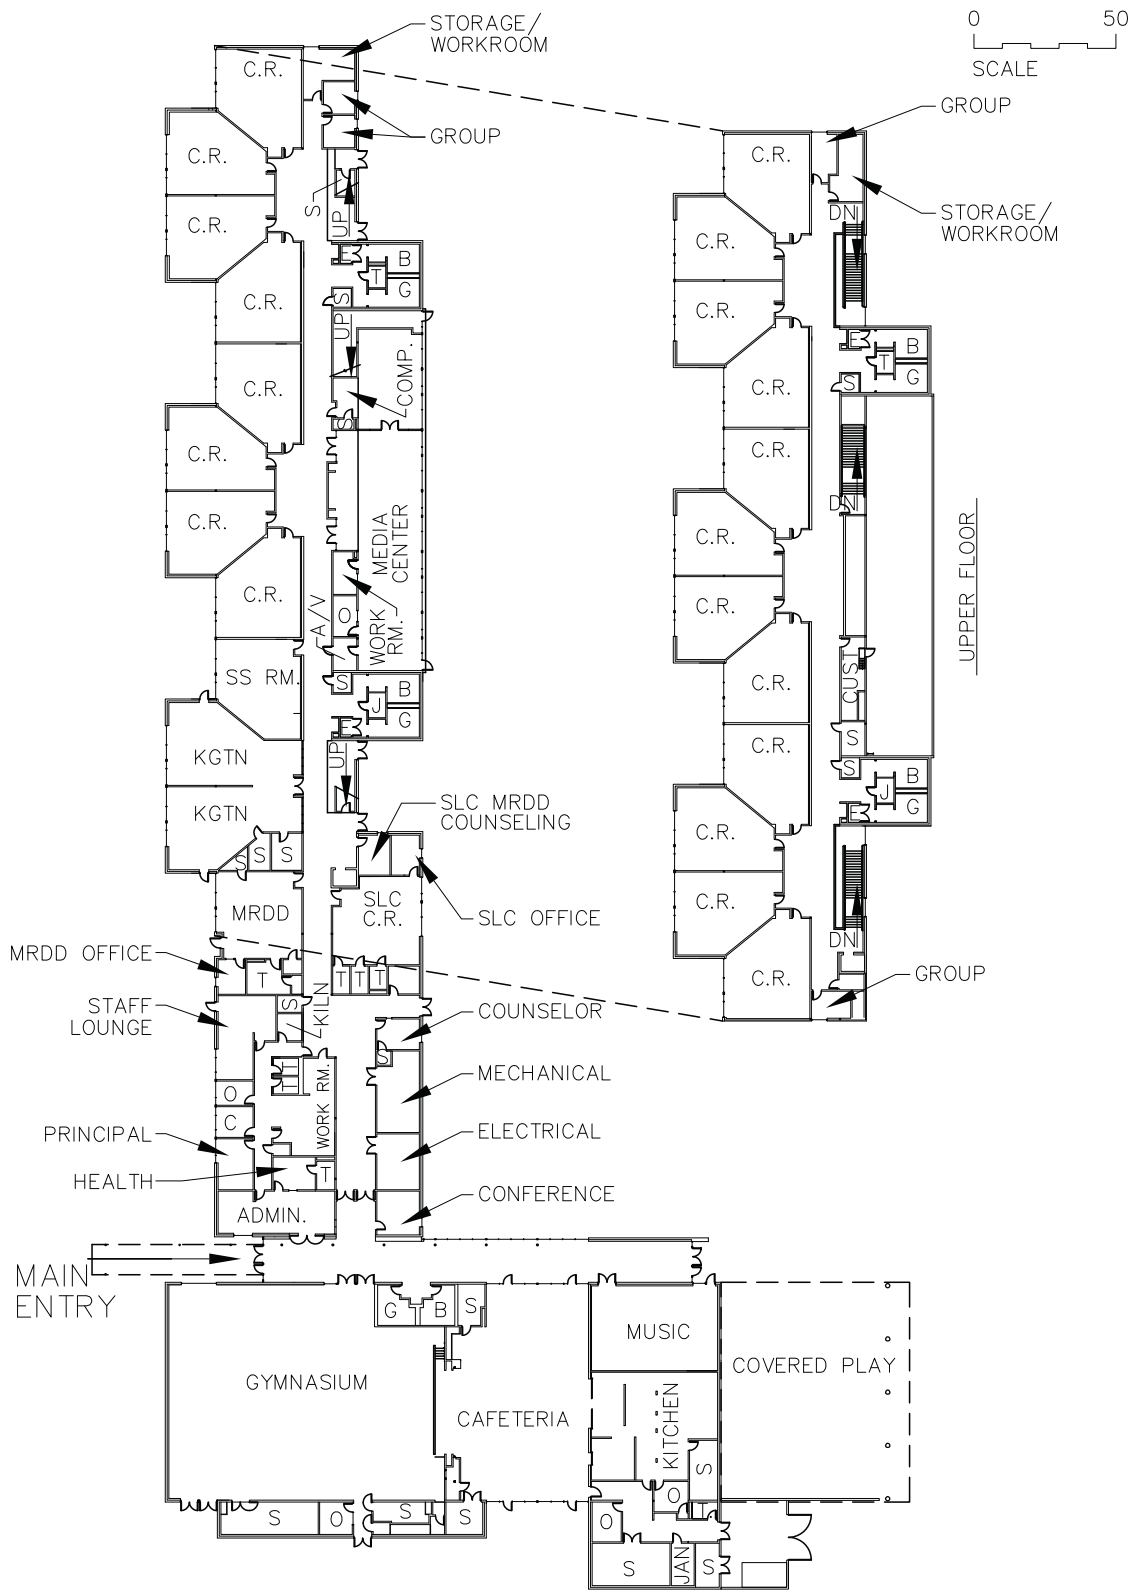 0 50
SCALE
STORAGE/
WORKROOM
C.R.
GROUP
C.R.
S
UP
C.R.
E
B
T
G
C.R.
S
UP
COMP.
C.R.
S
C.R.
MEDIA
CENTER
C.R.
C.R.
A/V
O
WORK
RM.
SS RM.
S
B
J
G
E
KGTN
UP
KGTN
S
S
S
SLC MRDD
COUNSELING
MRDD
SLC
C.R.
SLC OFFICE
MRDD OFFICE
T
T
T
T
STAFF
LOUNGE
S
KILN
COUNSELOR
S
MECHANICAL
T
T
WORK RM.
O
C
PRINCIPAL
ELECTRICAL
HEALTH
T
CONFERENCE
ADMIN.
MAIN
ENTRY
G
B
S
MUSIC
GYMNASIUM
COVERED PLAY
CAFETERIA
KITCHEN
S
O
S
O
S
S
O
T
S
JAN
S
GROUP
C.R.
STORAGE/
WORKROOM
DN
C.R.
C.R.
E
B
T
G
C.R.
S
C.R.
DN
C.R.
UPPER FLOOR
C.R.
CUST
C.R.
S
C.R.
S
B
J
G
E
C.R.
C.R.
DN
C.R.
GROUP